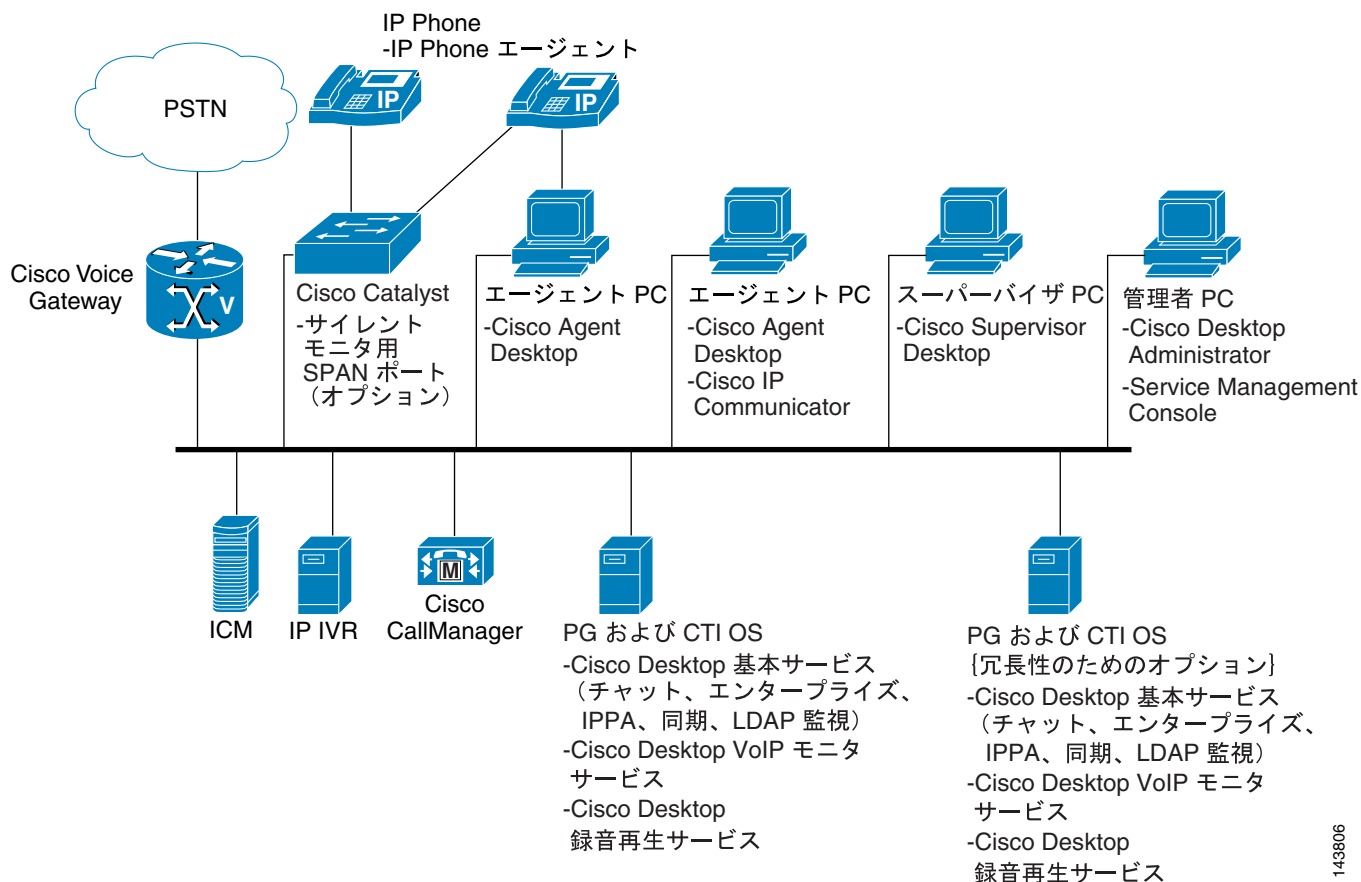 IP Phone
-IP Phone エージェント
PSTN
IP
IP
Cisco Voice
Gateway
V
Cisco Catalyst
-サイレント
モニタ用
SPAN ポート
（オプション）
エージェント PC
-Cisco Agent
Desktop
エージェント PC
-Cisco Agent
Desktop
-Cisco IP
Communicator
スーパーバイザ PC
-Cisco Supervisor
Desktop
管理者 PC
-Cisco Desktop
Administrator
-Service Management
Console
ICM
IP IVR
M
Cisco
CallManager
PG および CTI OS
-Cisco Desktop 基本サービス
（チャット、エンタープライズ、
IPPA、同期、LDAP 監視）
-Cisco Desktop VoIP モニタ
サービス
-Cisco Desktop
録音再生サービス
PG および CTI OS
{冗長性のためのオプション}
-Cisco Desktop 基本サービス
（チャット、エンタープライズ、
IPPA、同期、LDAP 監視）
-Cisco Desktop VoIP モニタ
サービス
-Cisco Desktop
録音再生サービス
143806